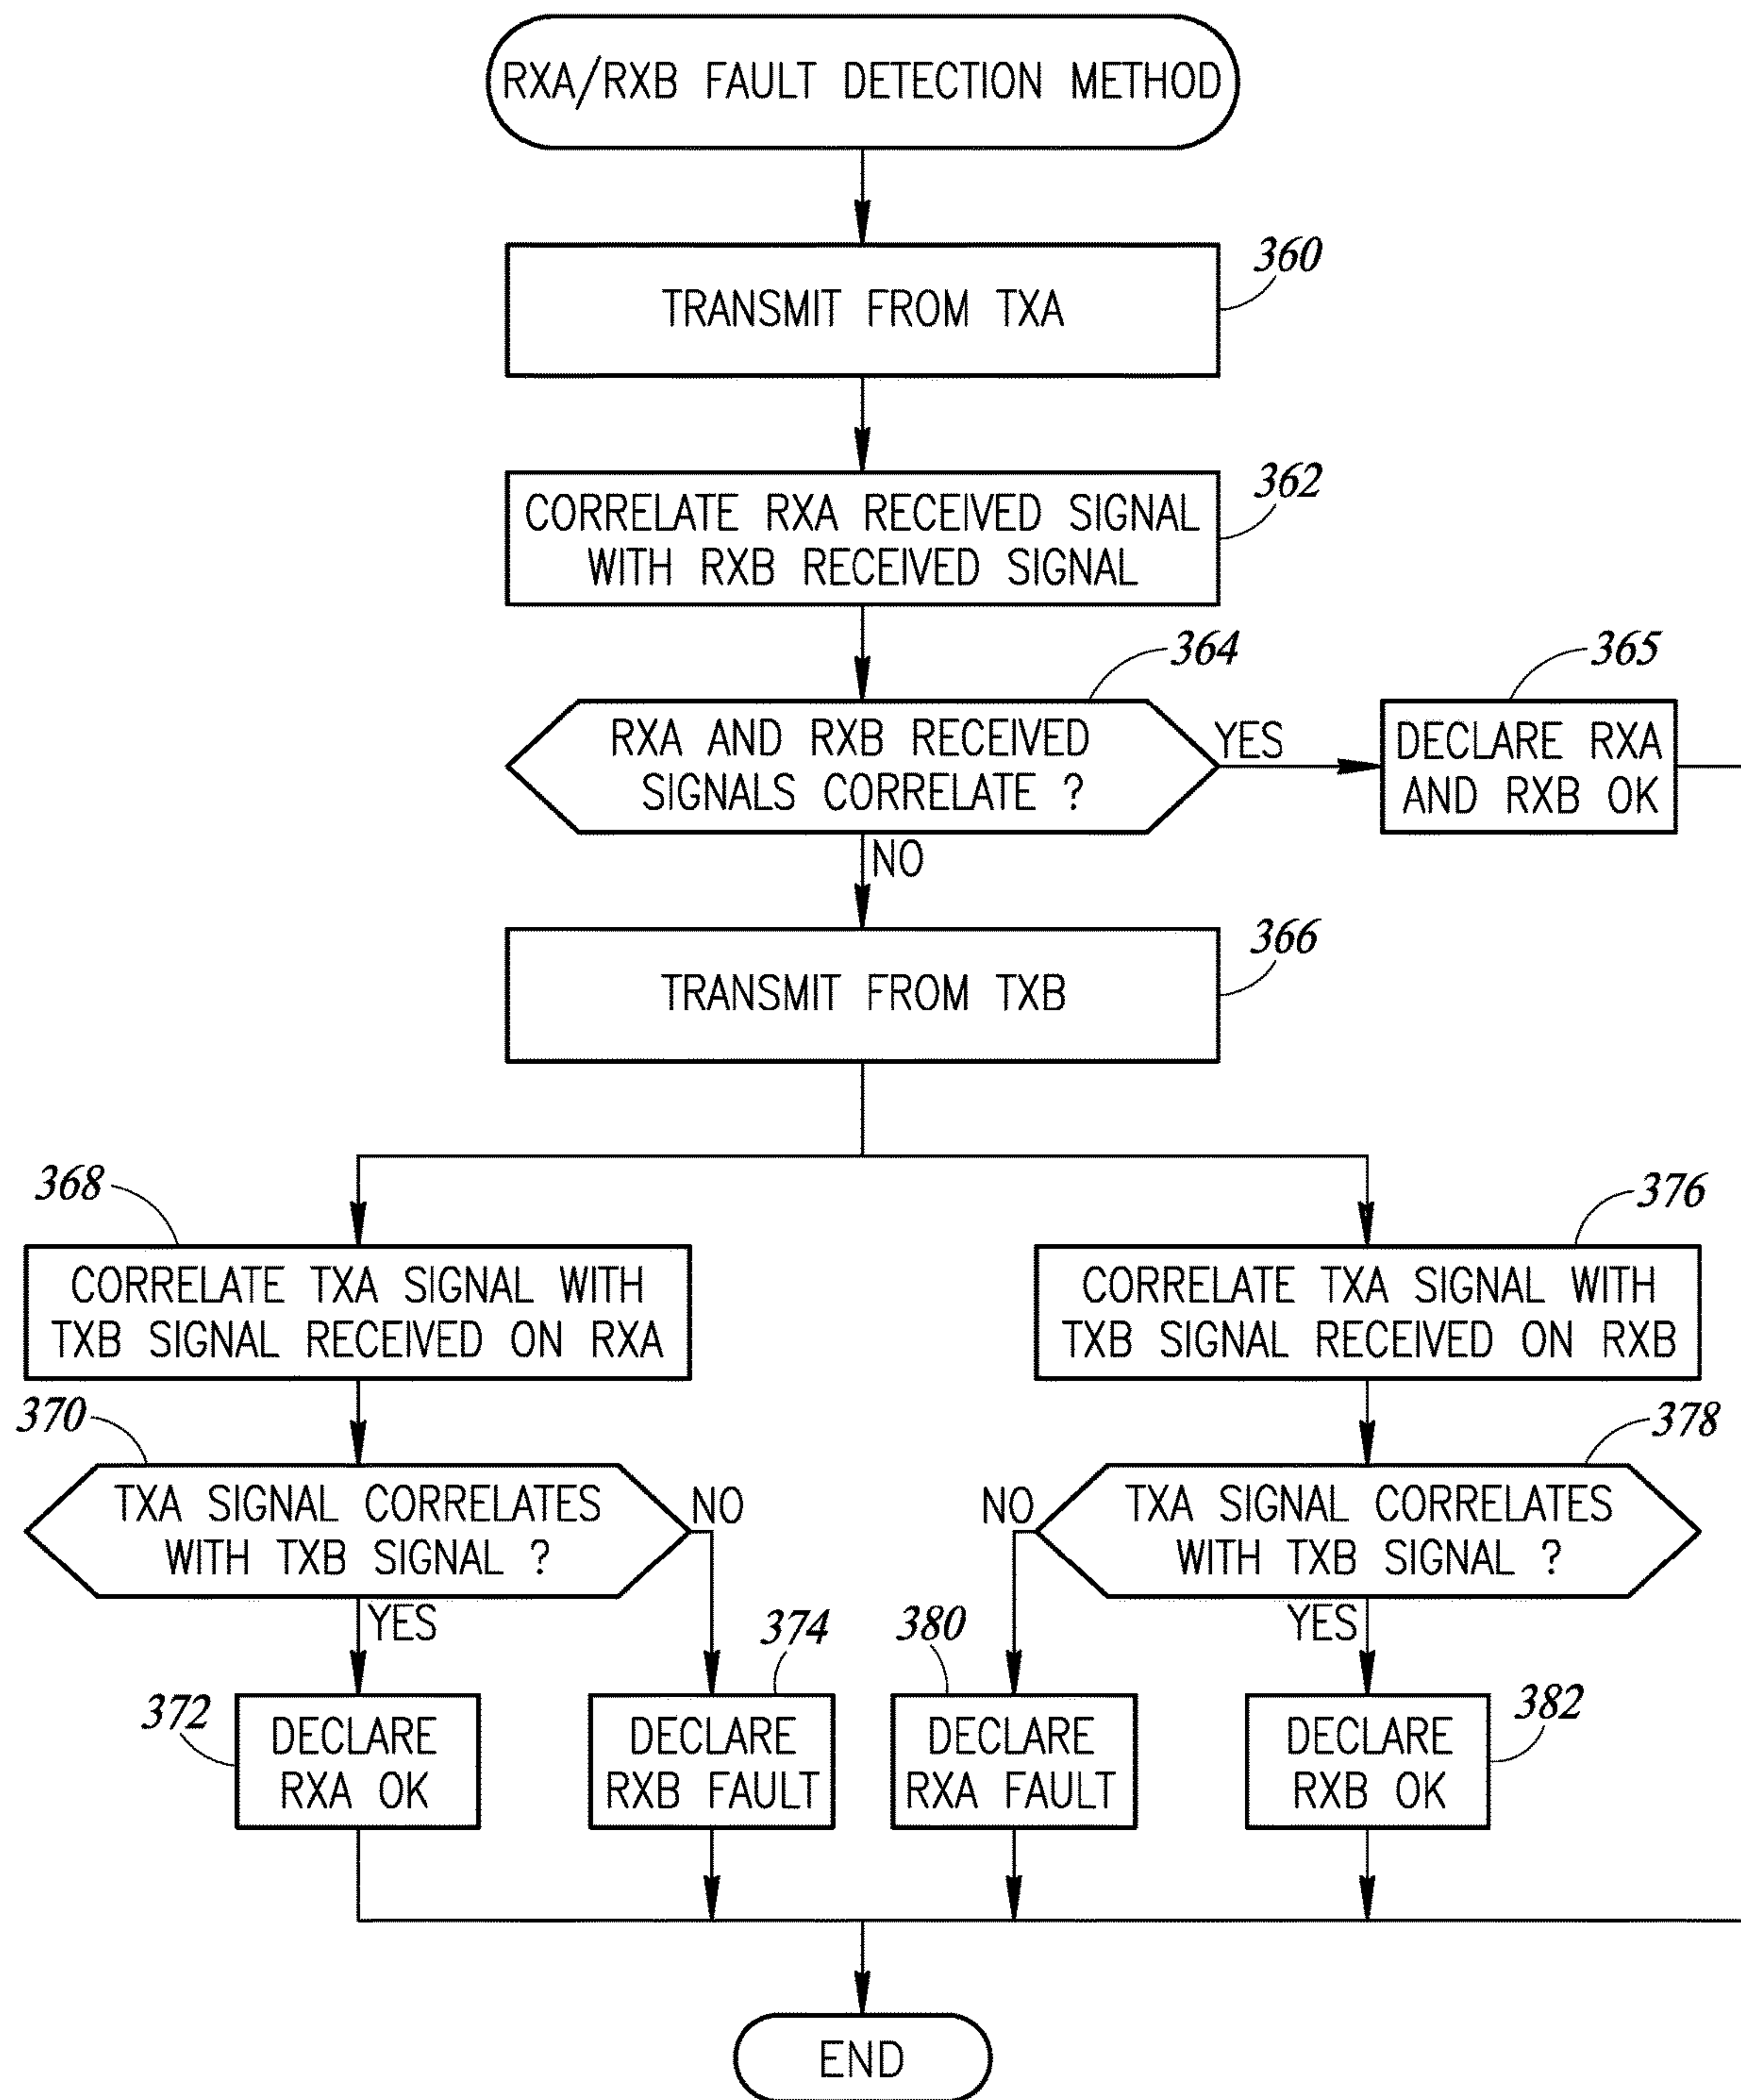 RXA/RXB FAULT DETECTION METHOD
360
TRANSMIT FROM TXA
362
CORRELATE RXA RECEIVED SIGNAL
WITH RXB RECEIVED SIGNAL
364
RXA AND RXB RECEIVED
SIGNALS CORRELATE ?
YES
365
DECLARE RXA
AND RXB OK
NO
366
TRANSMIT FROM TXB
368
CORRELATE TXA SIGNAL WITH
TXB SIGNAL RECEIVED ON RXA
376
CORRELATE TXA SIGNAL WITH
TXB SIGNAL RECEIVED ON RXB
370
TXA SIGNAL CORRELATES
WITH TXB SIGNAL ?
NO
YES
378
TXA SIGNAL CORRELATES
WITH TXB SIGNAL ?
NO
YES
372
DECLARE
RXA OK
374
DECLARE
RXB FAULT
380
DECLARE
RXA FAULT
382
DECLARE
RXB OK
END